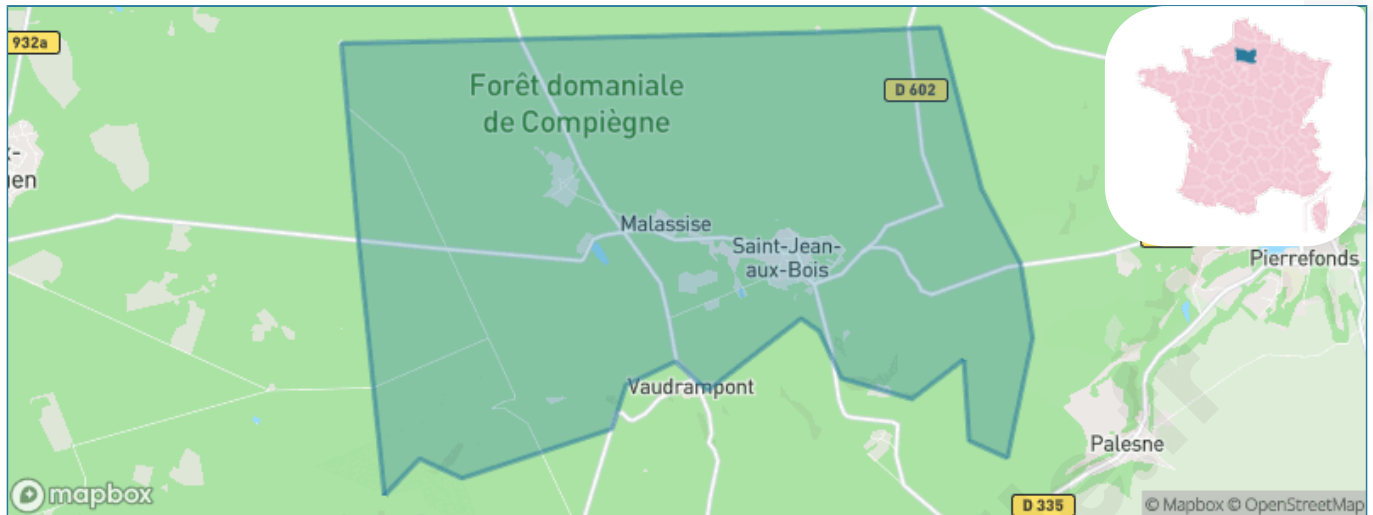 932a
Forêt domaniale
de Compiègne
D 602
Malassise
Saint-Jean-
aux-Bois
Pierrefonds
Vaudrampont
Palesne
D 335
mapbox
© Mapbox © OpenStreetMap